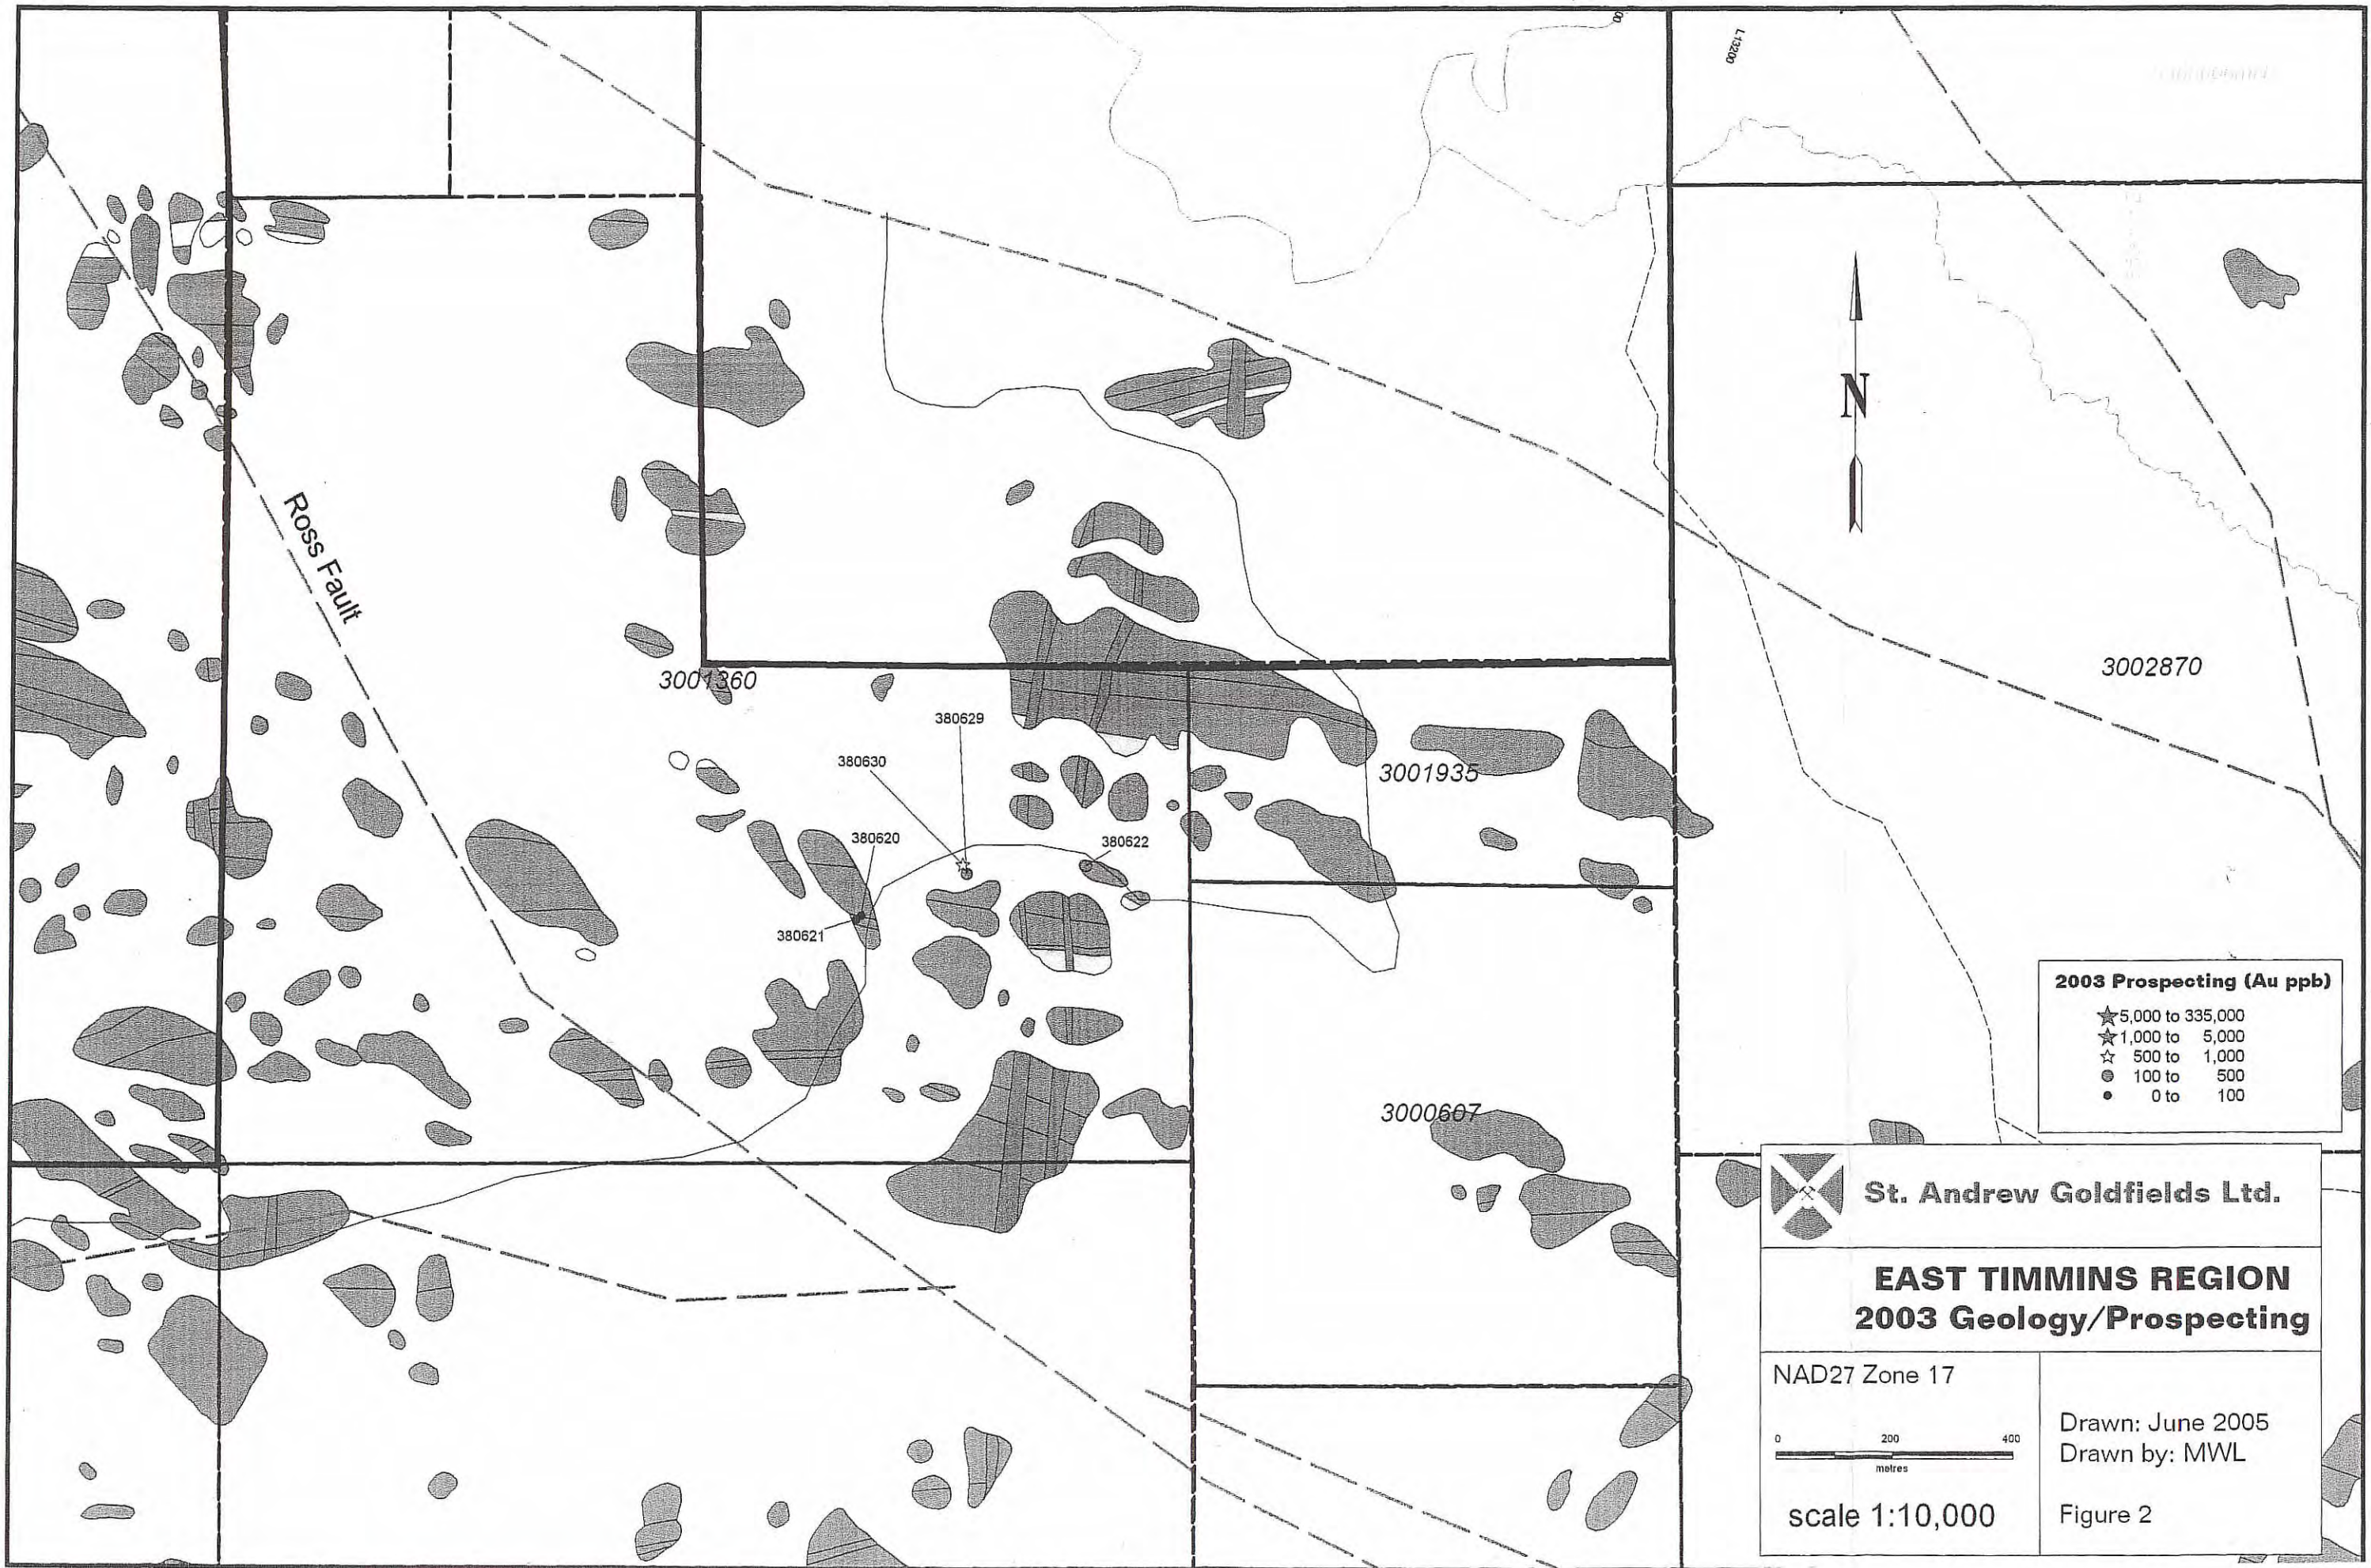 00
L13200
Ross Fault
3002870
3001360
380629
380630
3001935
380620
380622
380621
3000607
2003 Prospecting (Au ppb)
5,000 to 335,000
1,000 to 5,000
500 to 1,000
100 to 500
0 to 100
N
St. Andrew Goldfields Ltd.
EAST TIMMINS REGION
2003 Geology/Prospecting
NAD27 Zone 17
0 200 400
metres
scale 1:10,000
Drawn: June 2005
Drawn by: MWL
Figure 2